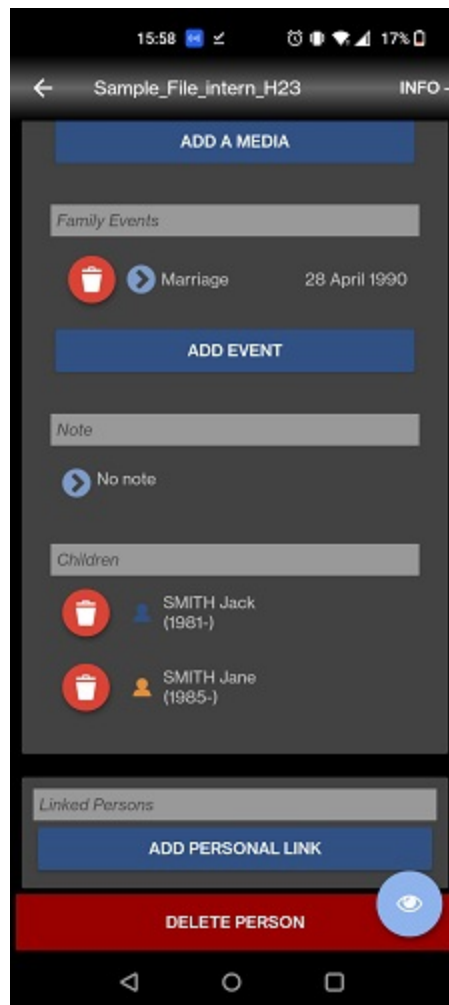 15:58 17%
Sample_File_intern_H23 INFO -
ADD A MEDIA
Family Events
Marriage 28 April 1990
ADD EVENT
Note
No note
Children
SMITH Jack
(1981-)
SMITH Jane
(1985-)
Linked Persons
ADD PERSONAL LINK
DELETE PERSON